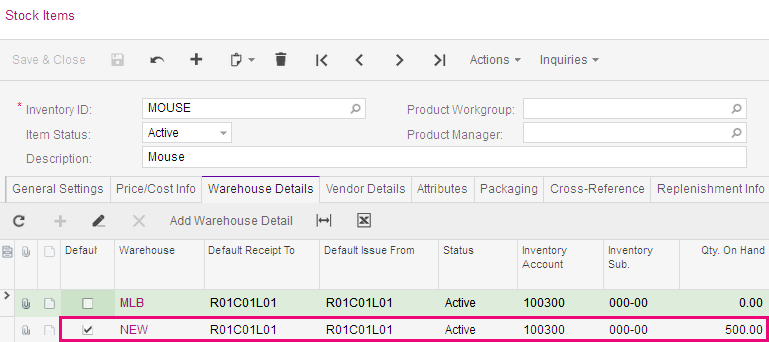 Stock Items
Save & Close Actions Inquiries
* Inventory ID: MOUSE Product Workgroup:
Item Status: Active Product Manager:
Description: Mouse
General Settings Price/Cost Info Warehouse Details Vendor Details Attributes Packaging Cross-Reference Replenishment Info
Add Warehouse Detail
Default Warehouse Default Receipt To Default Issue From Status Inventory Account Inventory Sub. Qty. On Hand
MLB R01C01L01 R01C01L01 Active 100300 000-00 0.00
NEW R01C01L01 R01C01L01 Active 100300 000-00 500.00